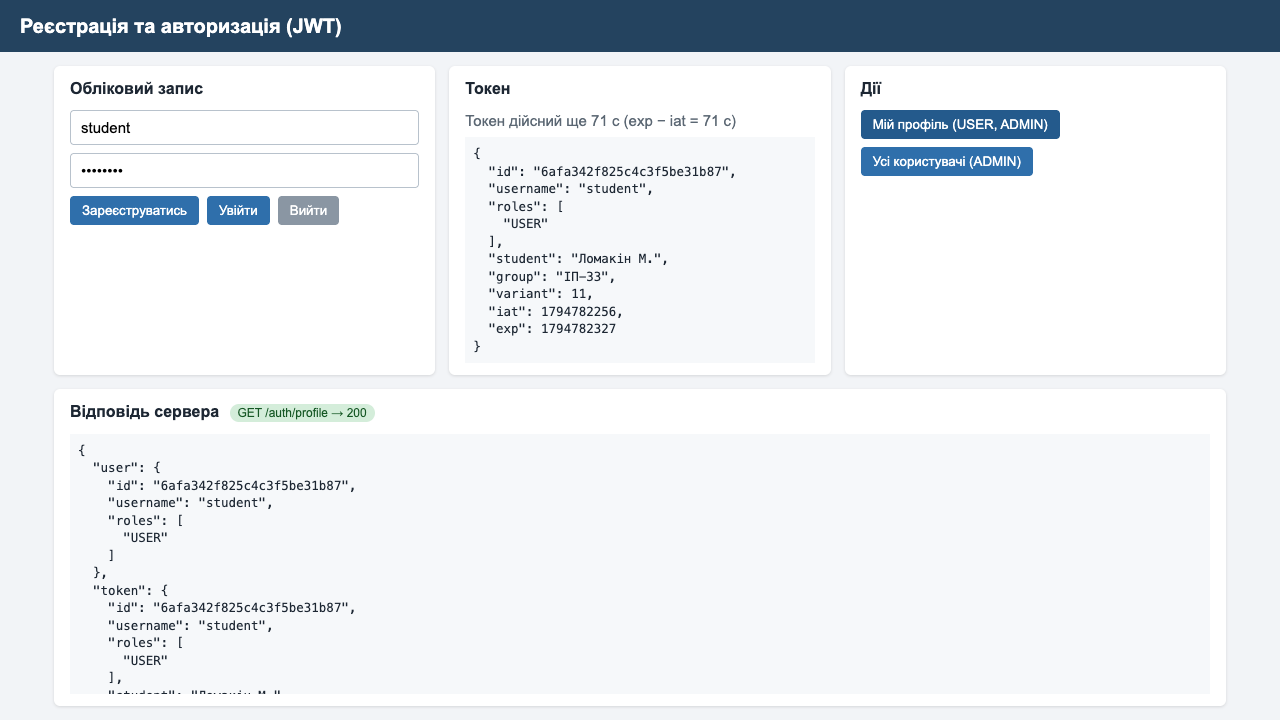 Реєстрація та авторизація (JWT)
Обліковий запис
student
••••••••
Зареєструватись
Увійти
Вийти
Токен
Токен дійсний ще 71 с (exp − iat = 71 с)
{
"id": "6afa342f825c4c3f5be31b87",
"username": "student",
"roles": [
"USER"
],
"student": "Ломакін М.",
"group": "ІП-33",
"variant": 11,
"iat": 1794782256,
"exp": 1794782327
}
Дії
Мій профіль (USER, ADMIN)
Усі користувачі (ADMIN)
Відповідь сервера GET /auth/profile → 200
{
"user": {
"id": "6afa342f825c4c3f5be31b87",
"username": "student",
"roles": [
"USER"
]
},
"token": {
"id": "6afa342f825c4c3f5be31b87",
"username": "student",
"roles": [
"USER"
],
"student": "Ломакін М.",